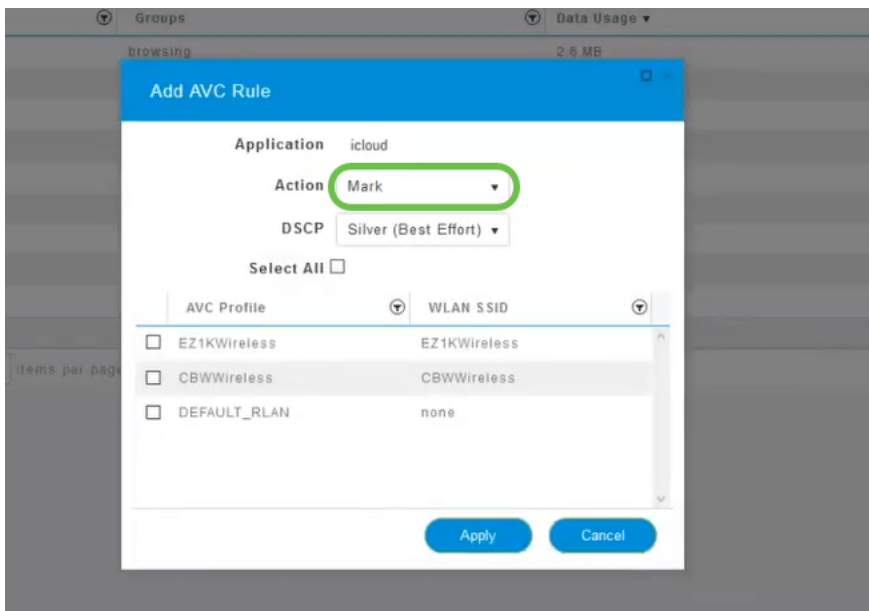 Groups Data Usage ▼
browsing 2.6 MB
Add AVC Rule
Application icloud
Action Mark ▼
DSCP Silver (Best Effort) ▼
Select All
AVC Profile WLAN SSID
EZ1KWireless EZ1KWireless
CBWWireless CBWWireless
items per page
DEFAULT_RLAN none
Apply Cancel